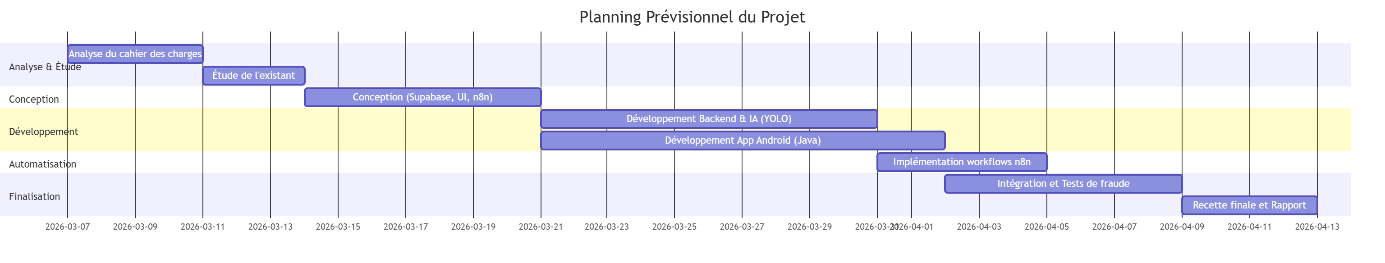 Planning Prévisionnel du Projet
Analyse & Étude
Analyse du cahier des charges
Étude de l'existant
Conception
Conception (Supabase, UI, n8n)
Développement
Développement Backend & IA (YOLO)
Développement App Android (Java)
Automatisation
Implémentation workflows n8n
Finalisation
Intégration et Tests de fraude
Recette finale et Rapport
2026-03-07 2026-03-09 2026-03-11 2026-03-13 2026-03-15 2026-03-17 2026-03-19 2026-03-21 2026-03-23 2026-03-25 2026-03-27 2026-03-29 2026-03-31 2026-04-01 2026-04-03 2026-04-05 2026-04-07 2026-04-09 2026-04-11 2026-04-13